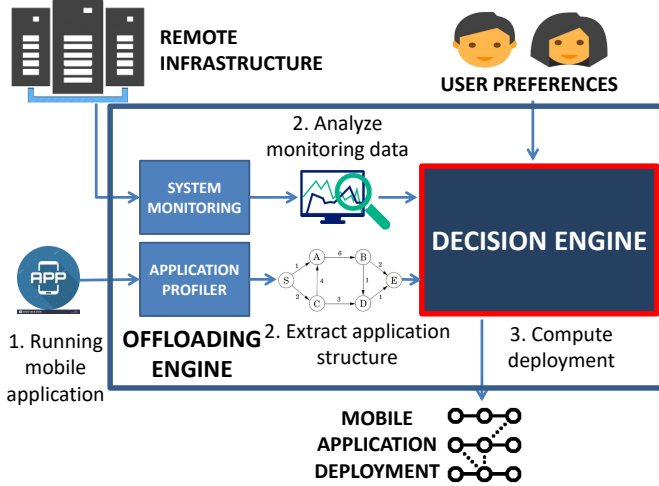 REMOTE
INFRASTRUCTURE
USER PREFERENCES
2. Analyze
monitoring data
SYSTEM
MONITORING
DECISION ENGINE
APP
APPLICATION
PROFILER
S
A
B
C
D
E
1
6
2
4
1
2
3
1
1. Running
mobile
application
OFFLOADING
ENGINE
2. Extract application
structure
3. Compute
deployment
MOBILE
APPLICATION
DEPLOYMENT